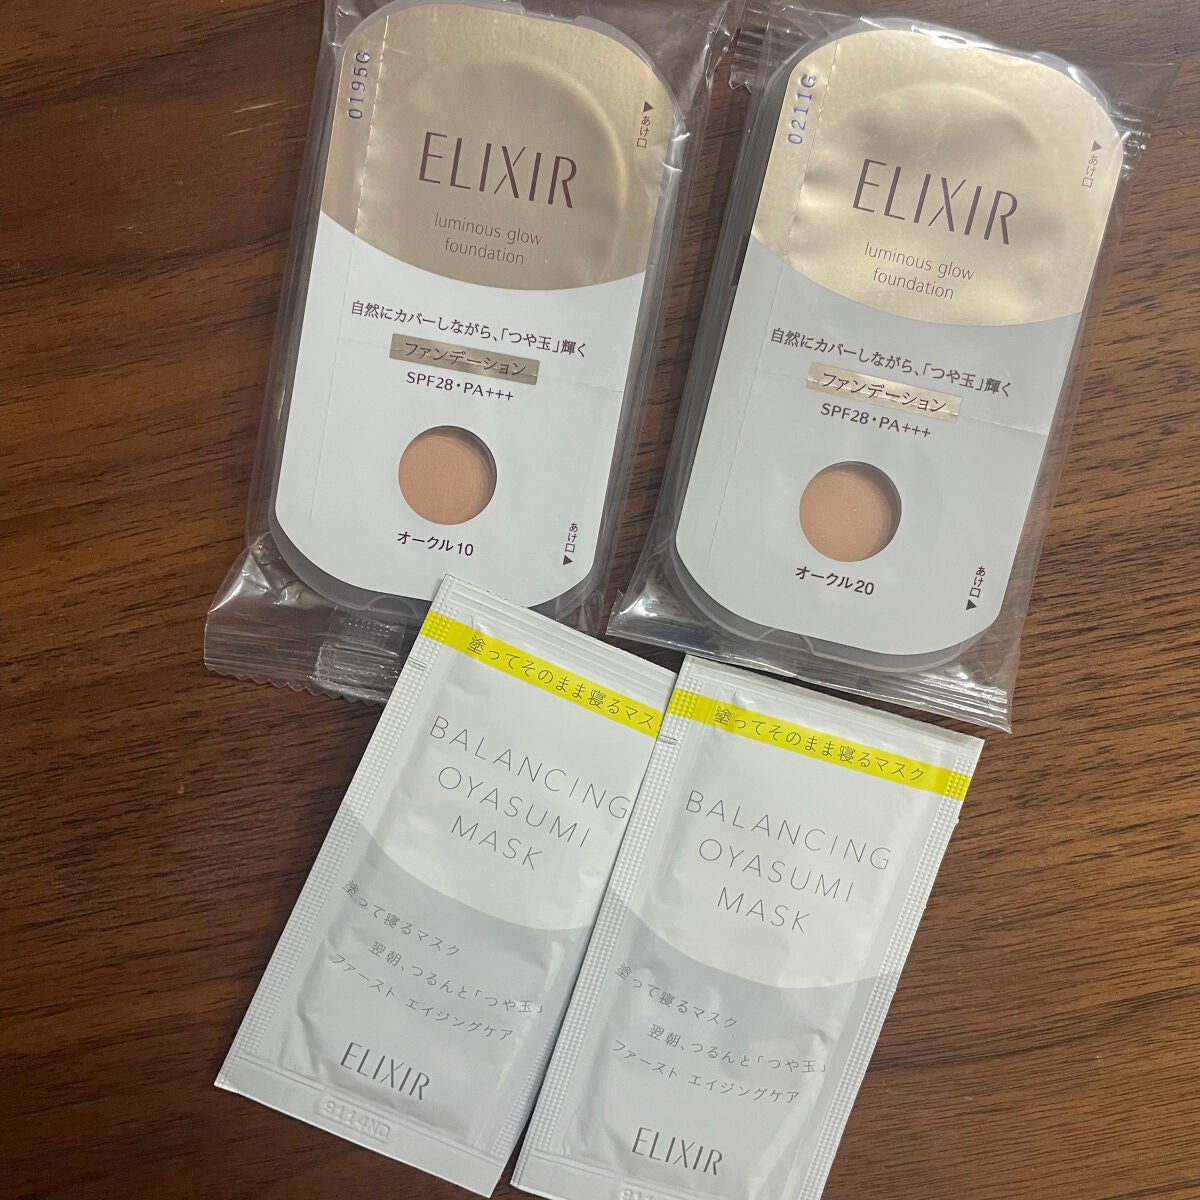 0195G
▶あけ口
ELIXIR
luminous glow
foundation
自然にカバーしながら、「つや玉」輝く
ファンデーション
SPF28・PA+++
オークル10
あけ口▶
0211G
▶あけ口
ELIXIR
luminous glow
foundation
自然にカバーしながら、「つや玉」輝く
ファンデーション
SPF28・PA+++
オークル20
あけ口▶
塗ってそのまま寝るマス
BALANCING
OYASUMI
MASK
塗って寝るマスク
翌朝、つるんと「つや玉」
ファースト エイジングケア
ELIXIR
9114ND
塗ってそのまま寝るマスク
BALANCING
OYASUMI
MASK
塗って寝るマスク
翌朝、つるんと「つや玉」
ファースト エイジングケア
ELIXIR